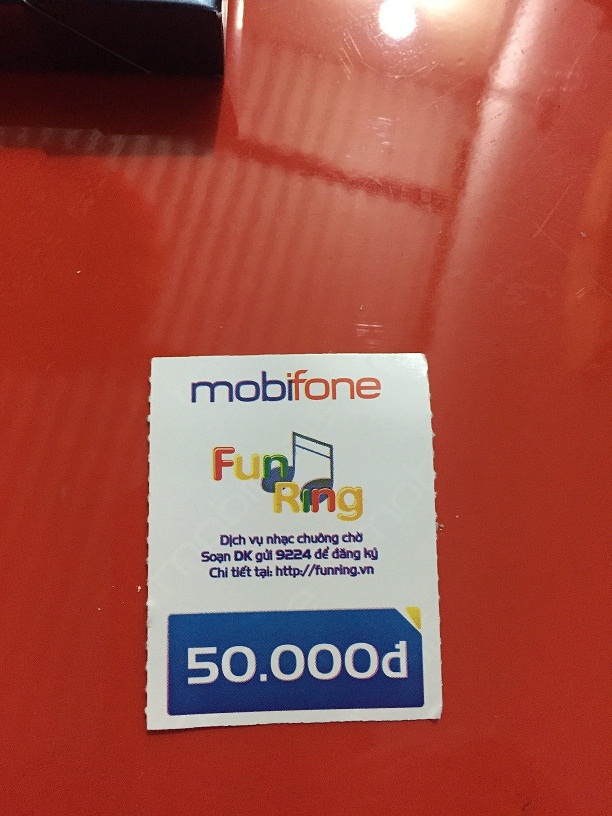 mobifone
Fun
Ring
Dịch vụ nhạc chuông chờ
Soạn DK gửi 9224 để đăng ký
Chi tiết tại: http://funring.vn
50.000đ